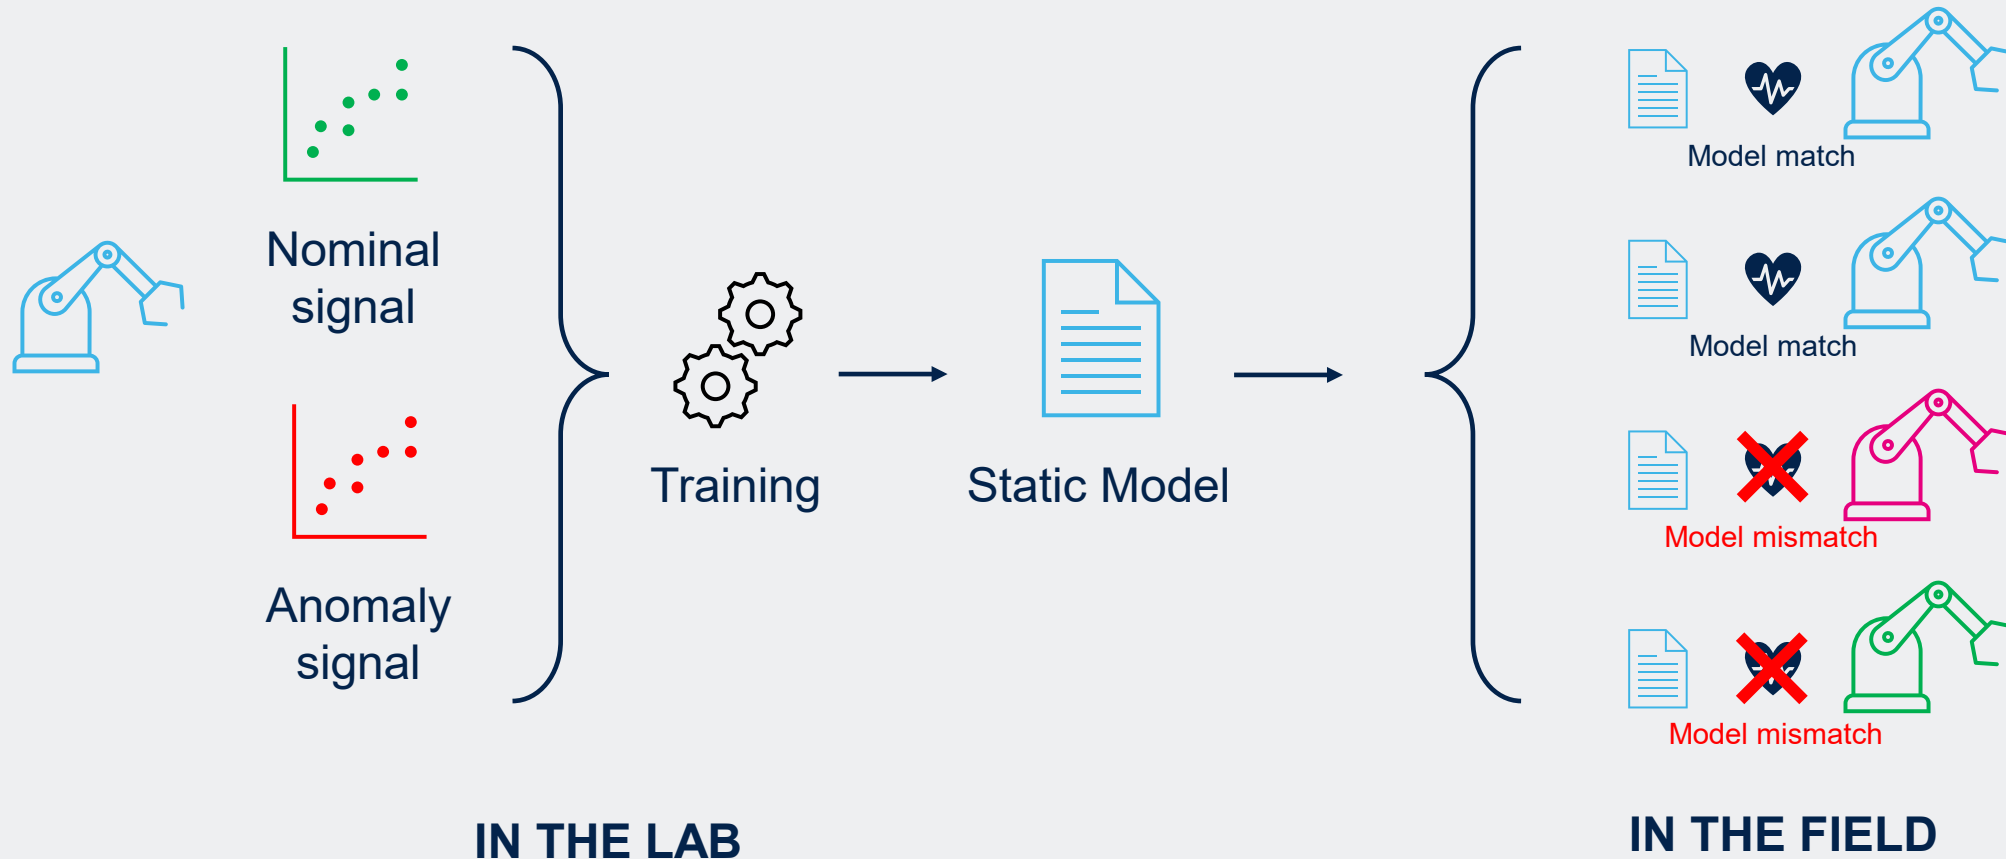 Nominal
signal
Anomaly
signal
Training
Static Model
Model match
Model match
Model mismatch
Model mismatch
IN THE LAB
IN THE FIELD